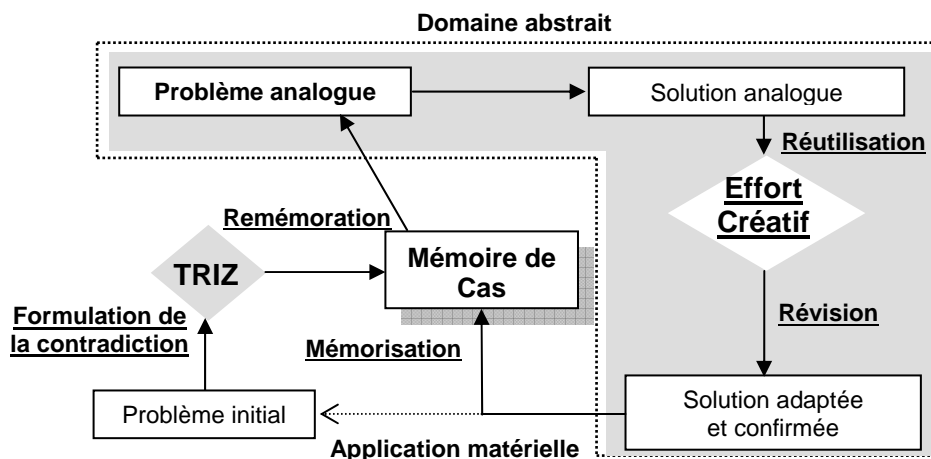 Domaine abstrait
Problème analogue
Solution analogue
Réutilisation
Effort
Créatif
Remémoration
Mémoire de
Cas
TRIZ
Formulation de
la contradiction
Révision
Mémorisation
Problème initial
Solution adaptée
et confirmée
Application matérielle